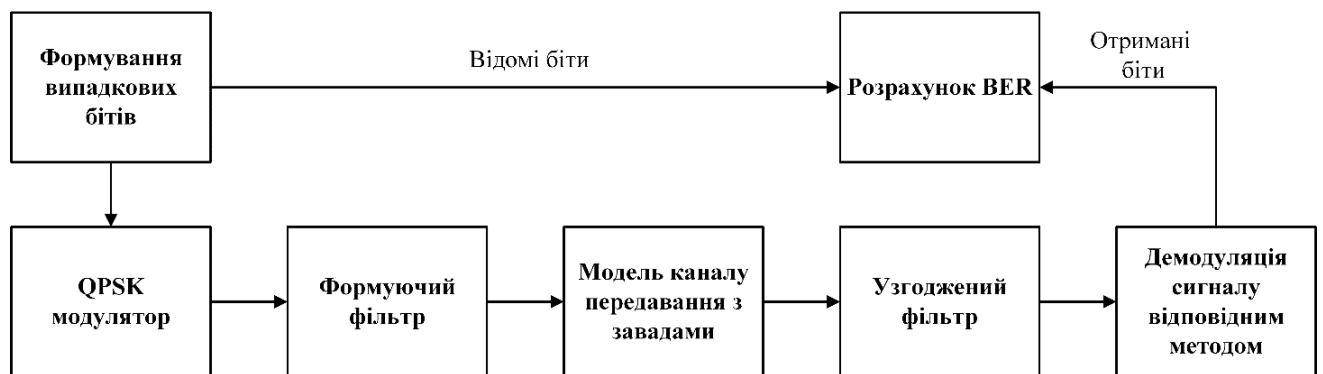 Формування
випадкових
бітів
Відомі біти
Розрахунок BER
Отримані
біти
QPSK
модулятор
Формуючий
фільтр
Модель каналу
передавання з
завадами
Узгоджений
фільтр
Демодуляція
сигналу
відповідним
методом